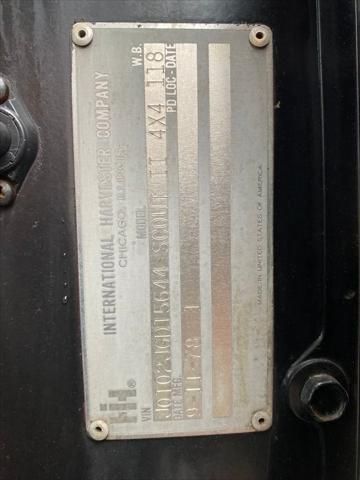 IH®
INTERNATIONAL HARVESTER COMPANY
CHICAGO, ILLINOIS
VIN MODEL W.B.
J0102JGD15644 SCOUT II 4X4 118
DATE MFG. PD LOC-DATE
9-11-78 1
MADE IN UNITED STATES OF AMERICA